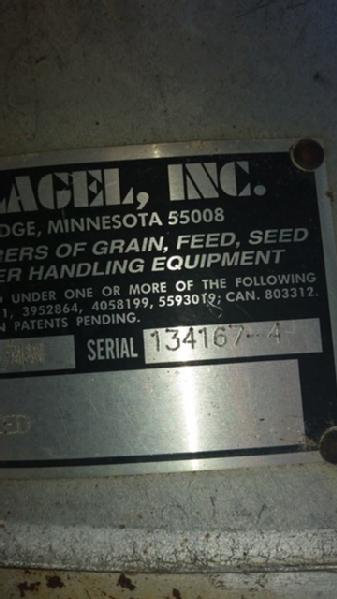 LAGEL, INC.
DGE, MINNESOTA 55008
RERS OF GRAIN, FEED, SEED
ER HANDLING EQUIPMENT
D UNDER ONE OR MORE OF THE FOLLOWING
1, 3952864, 4058199, 5593019; CAN. 803312.
N PATENTS PENDING.
SERIAL 134167-4